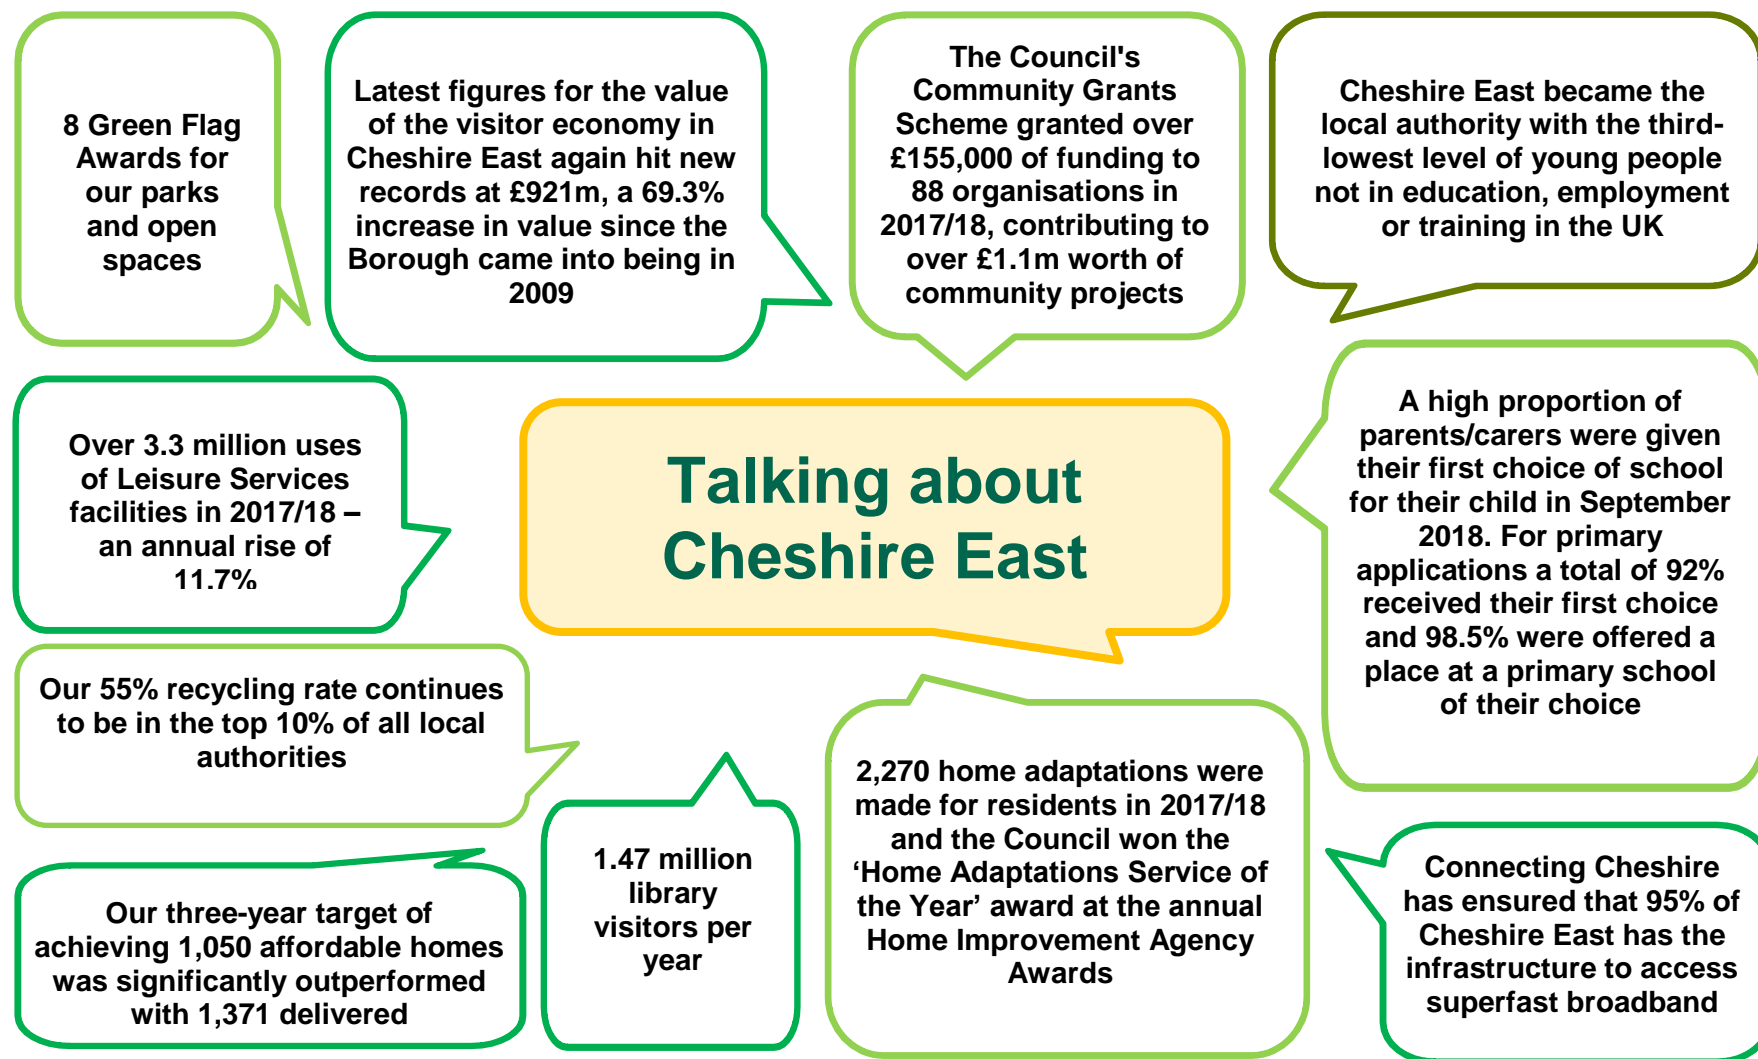 8 Green Flag
Awards for
our parks
and open
spaces
Latest figures for the value
of the visitor economy in
Cheshire East again hit new
records at £921m, a 69.3%
increase in value since the
Borough came into being in
2009
The Council's
Community Grants
Scheme granted over
£155,000 of funding to
88 organisations in
2017/18, contributing to
over £1.1m worth of
community projects
Cheshire East became the
local authority with the third-
lowest level of young people
not in education, employment
or training in the UK
Over 3.3 million uses
of Leisure Services
facilities in 2017/18 –
an annual rise of
11.7%
Talking about
Cheshire East
A high proportion of
parents/carers were given
their first choice of school
for their child in September
2018. For primary
applications a total of 92%
received their first choice
and 98.5% were offered a
place at a primary school
of their choice
Our 55% recycling rate continues
to be in the top 10% of all local
authorities
2,270 home adaptations were
made for residents in 2017/18
and the Council won the
‘Home Adaptations Service of
the Year’ award at the annual
Home Improvement Agency
Awards
1.47 million
library
visitors per
year
Connecting Cheshire
has ensured that 95% of
Cheshire East has the
infrastructure to access
superfast broadband
Our three-year target of
achieving 1,050 affordable homes
was significantly outperformed
with 1,371 delivered